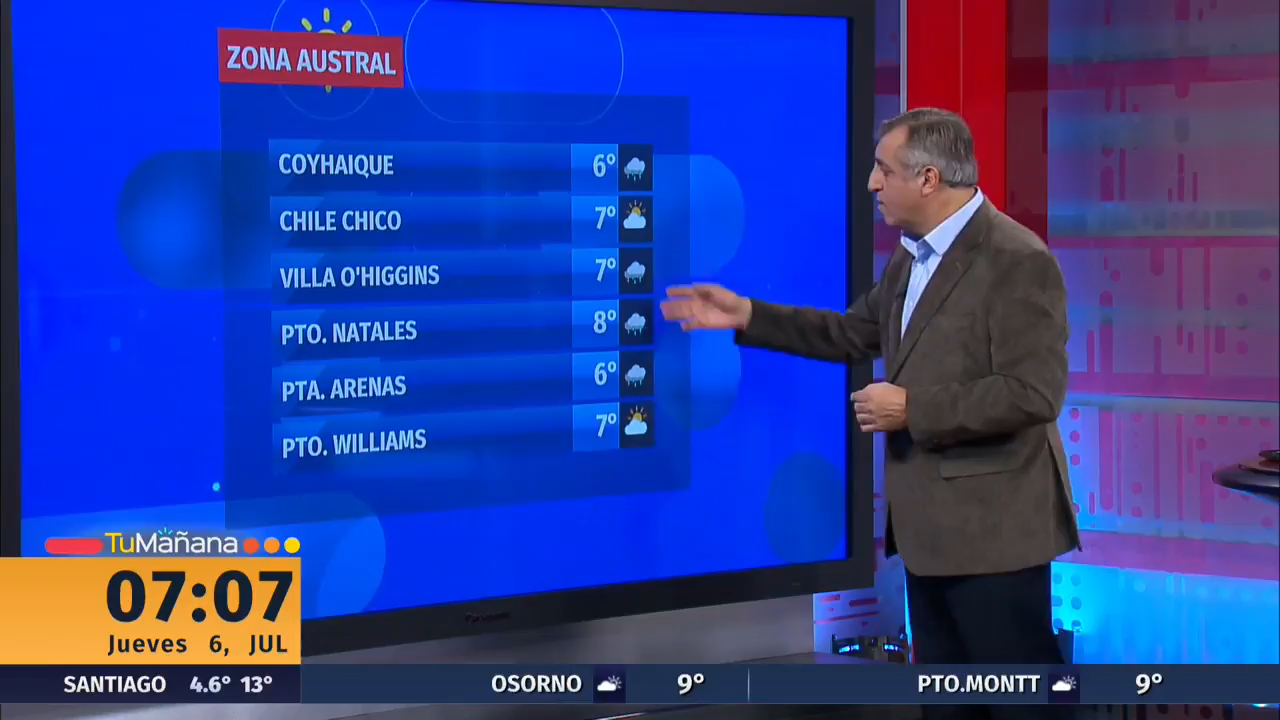 ZONA AUSTRAL
COYHAIQUE 6°
CHILE CHICO 7°
VILLA O'HIGGINS 7°
PTO. NATALES 8°
PTA. ARENAS 6°
PTO. WILLIAMS 7°
Panasonic
TuMañana
07:07
Jueves 6, JUL
SANTIAGO 4.6° 13° OSORNO 9° PTO.MONTT 9°